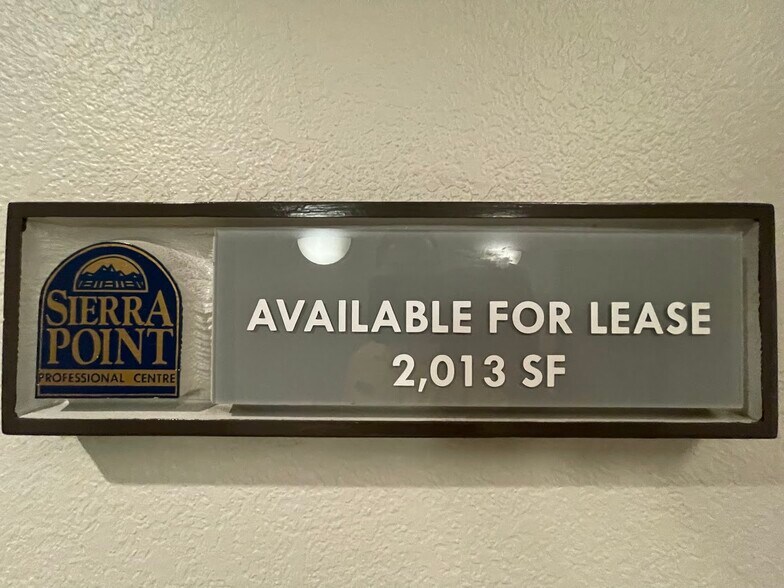 SIERRA
POINT
PROFESSIONAL CENTRE
AVAILABLE FOR LEASE
2,013 SF